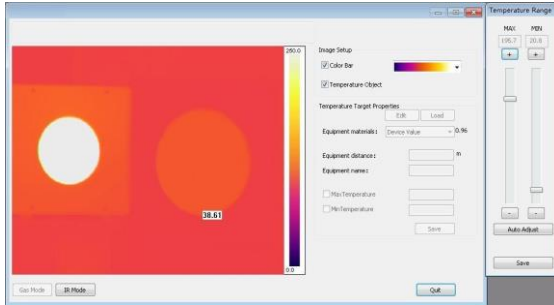 Temperature Range
MAX MIN
195.7 20.8
+ +
- -
Auto Adjust
Save
280.0
0.0
38.61
Image Setup
Color Bar
Temperature Object
Temperature Target Properties
Edit Load
Equipment materials: Device Value 0.96
Equipment distance: m
Equipment name:
MaxTemperature
MinTemperature
Save
Gas Mode IR Mode
Quit